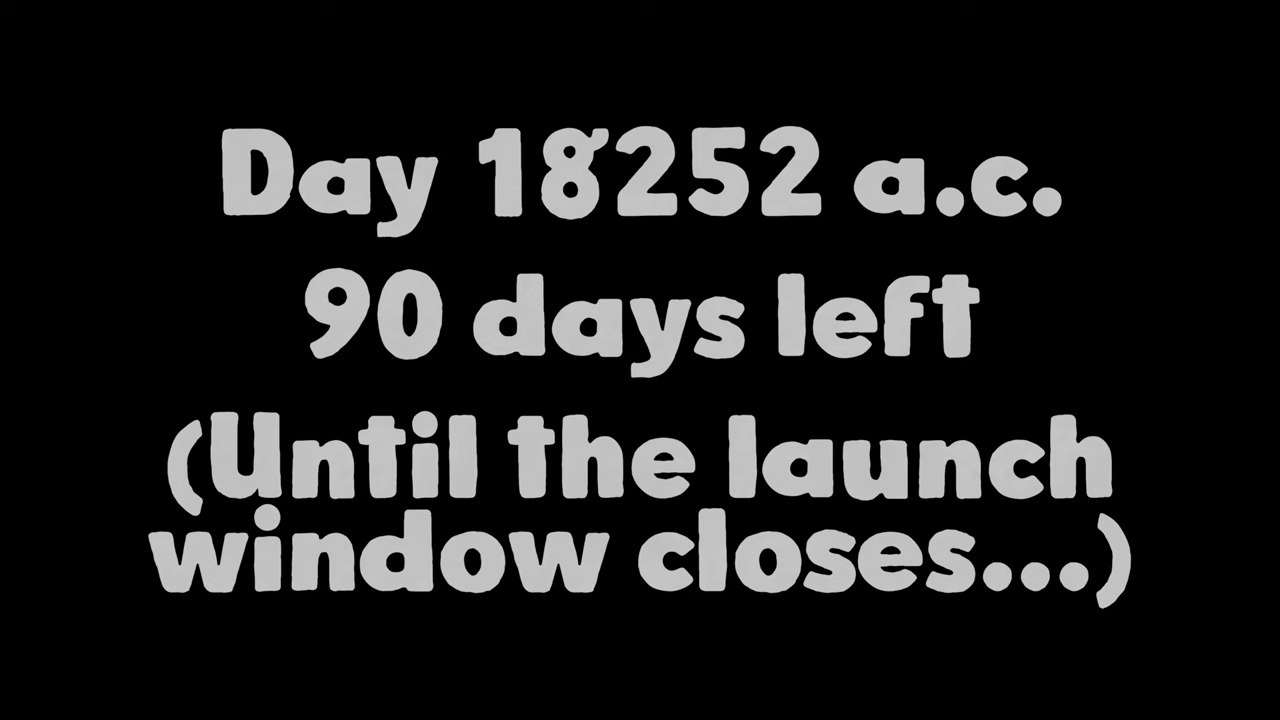 Day 18252 a.c.
90 days left
(Until the launch
window closes...)